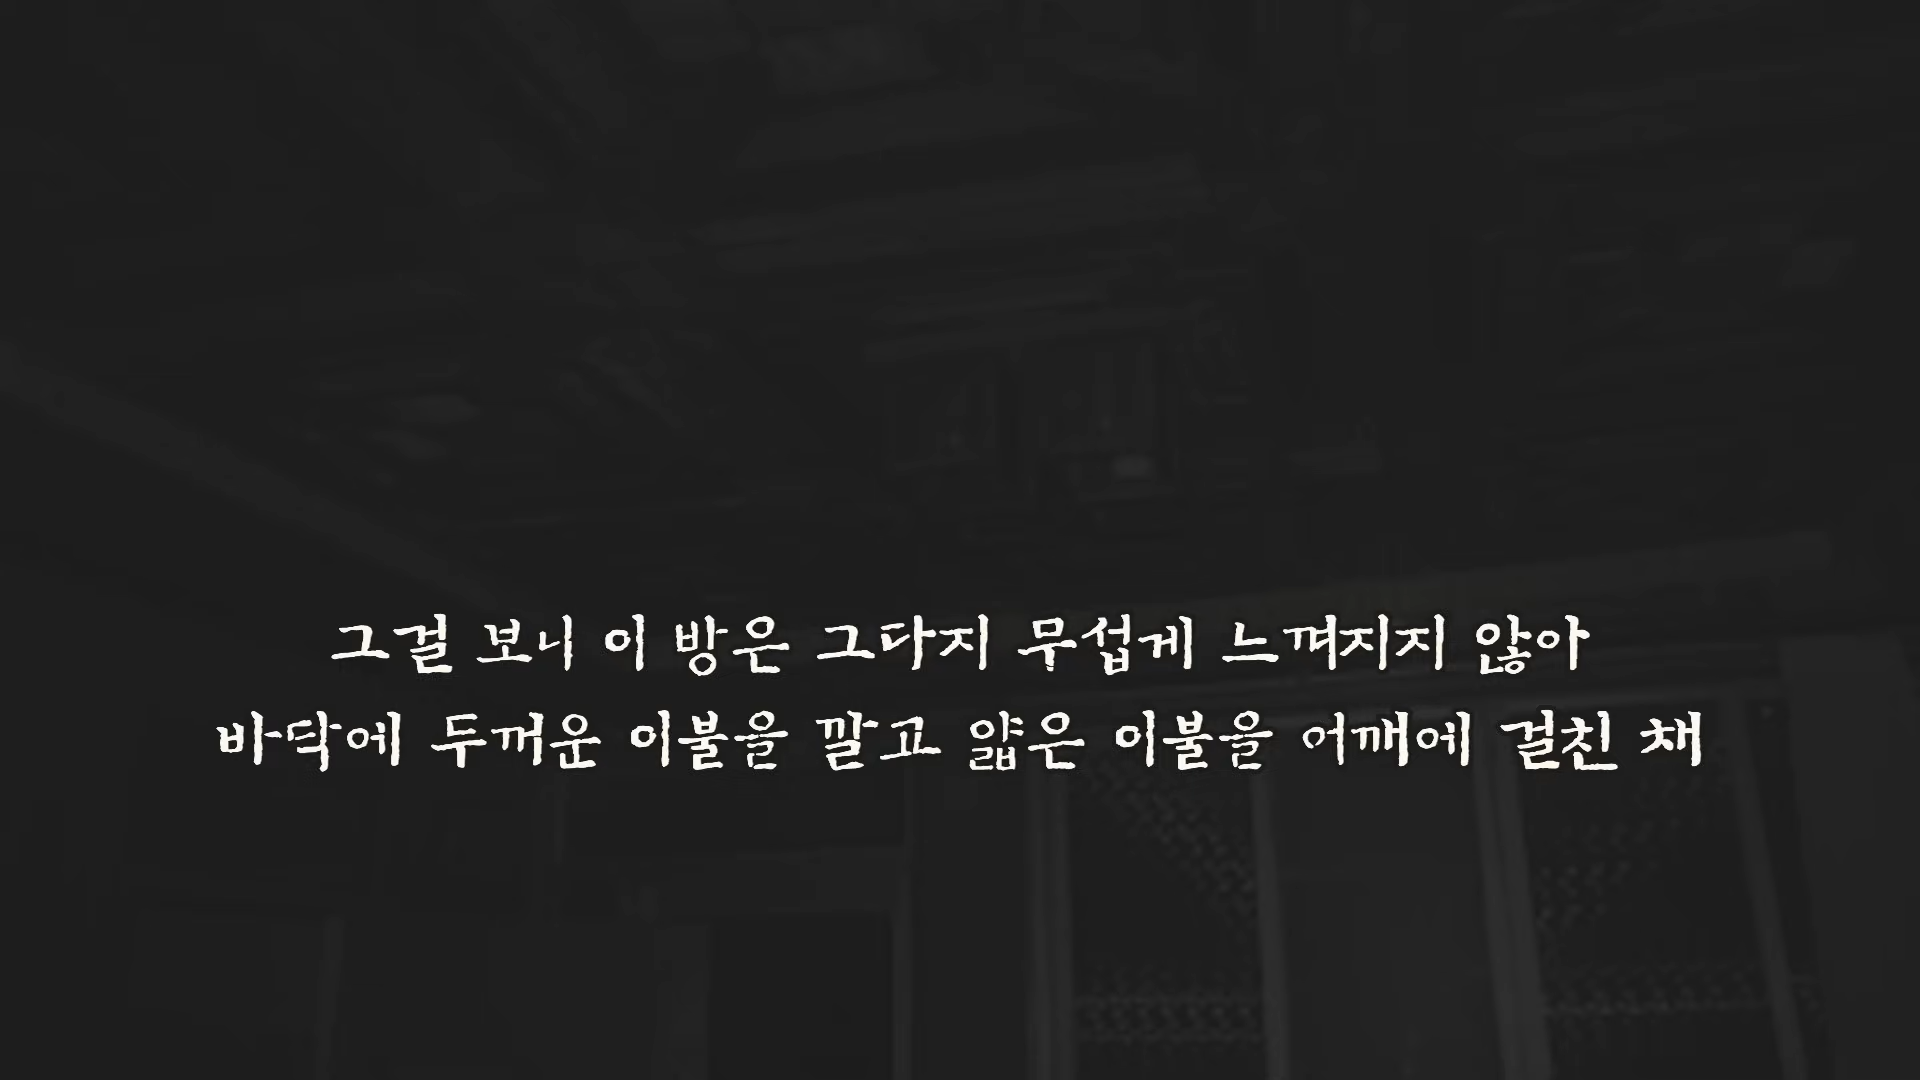 그걸 보니 이 방은 그다지 무섭게 느껴지지 않아
바닥에 두꺼운 이불을 깔고 얇은 이불을 어깨에 걸친 채